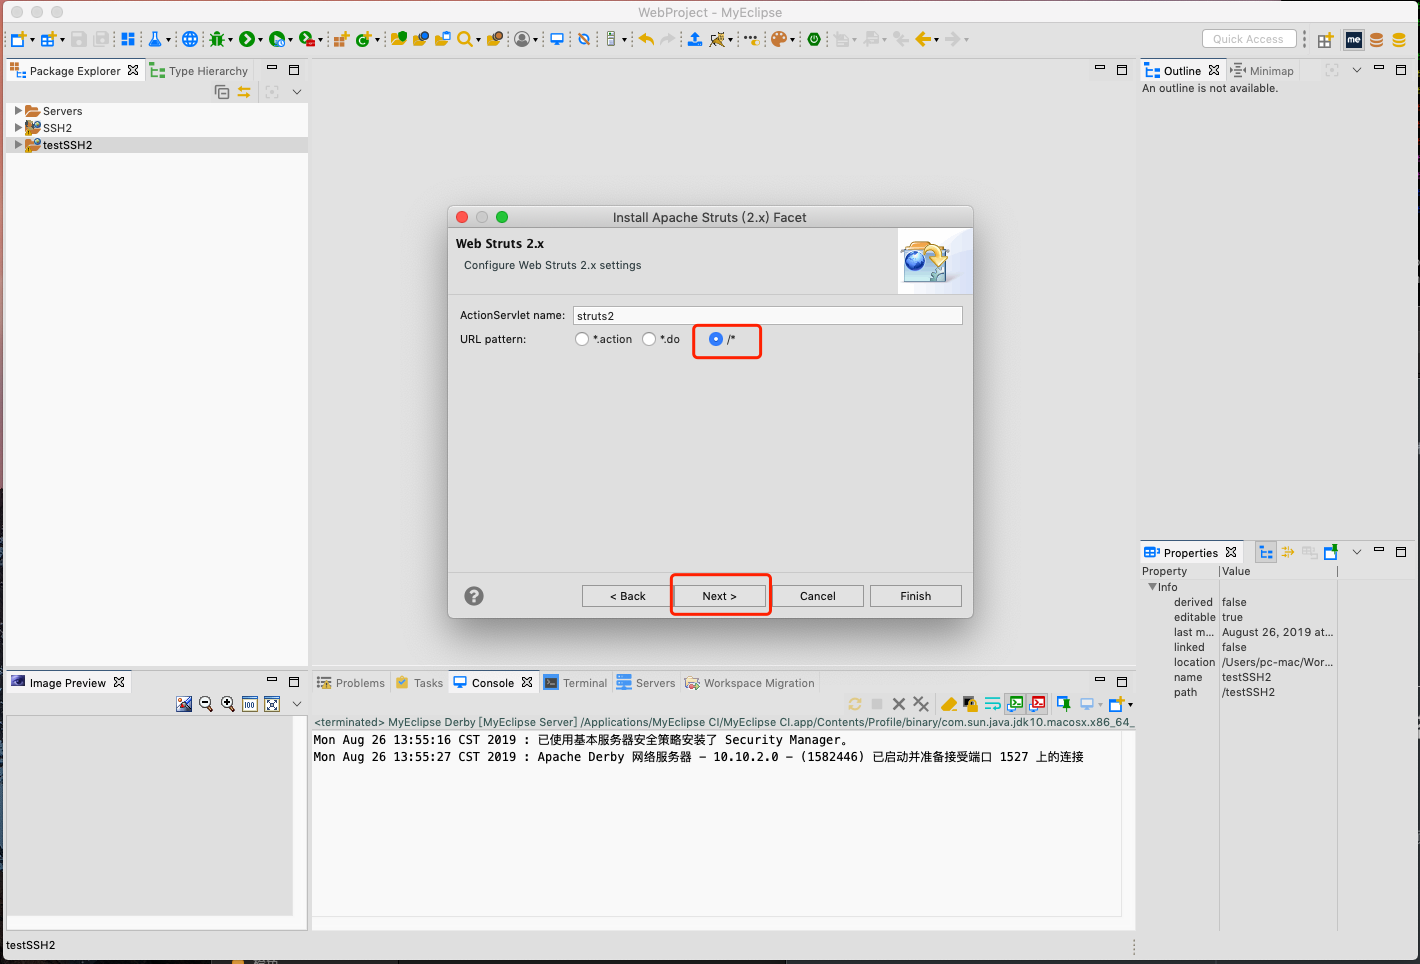 WebProject - MyEclipse
Quick Access
me
Package Explorer
Type Hierarchy
Servers
SSH2
testSSH2
Outline
Minimap
An outline is not available.
Install Apache Struts (2.x) Facet
Web Struts 2.x
Configure Web Struts 2.x settings
ActionServlet name: struts2
URL pattern: *.action *.do /*
< Back Next > Cancel Finish
Properties
Property Value
Info
derived false
editable true
last m... August 26, 2019 at...
linked false
location /Users/pc-mac/Wor...
name testSSH2
path /testSSH2
Image Preview
Problems Tasks Console Terminal Servers Workspace Migration
<terminated> MyEclipse Derby [MyEclipse Server] /Applications/MyEclipse CI/MyEclipse CI.app/Contents/Profile/binary/com.sun.java.jdk10.macosx.x86_64_
Mon Aug 26 13:55:16 CST 2019 : 已使用基本服务器安全策略安装了 Security Manager。
Mon Aug 26 13:55:27 CST 2019 : Apache Derby 网络服务器 - 10.10.2.0 - (1582446) 已启动并准备接受端口 1527 上的连接
testSSH2